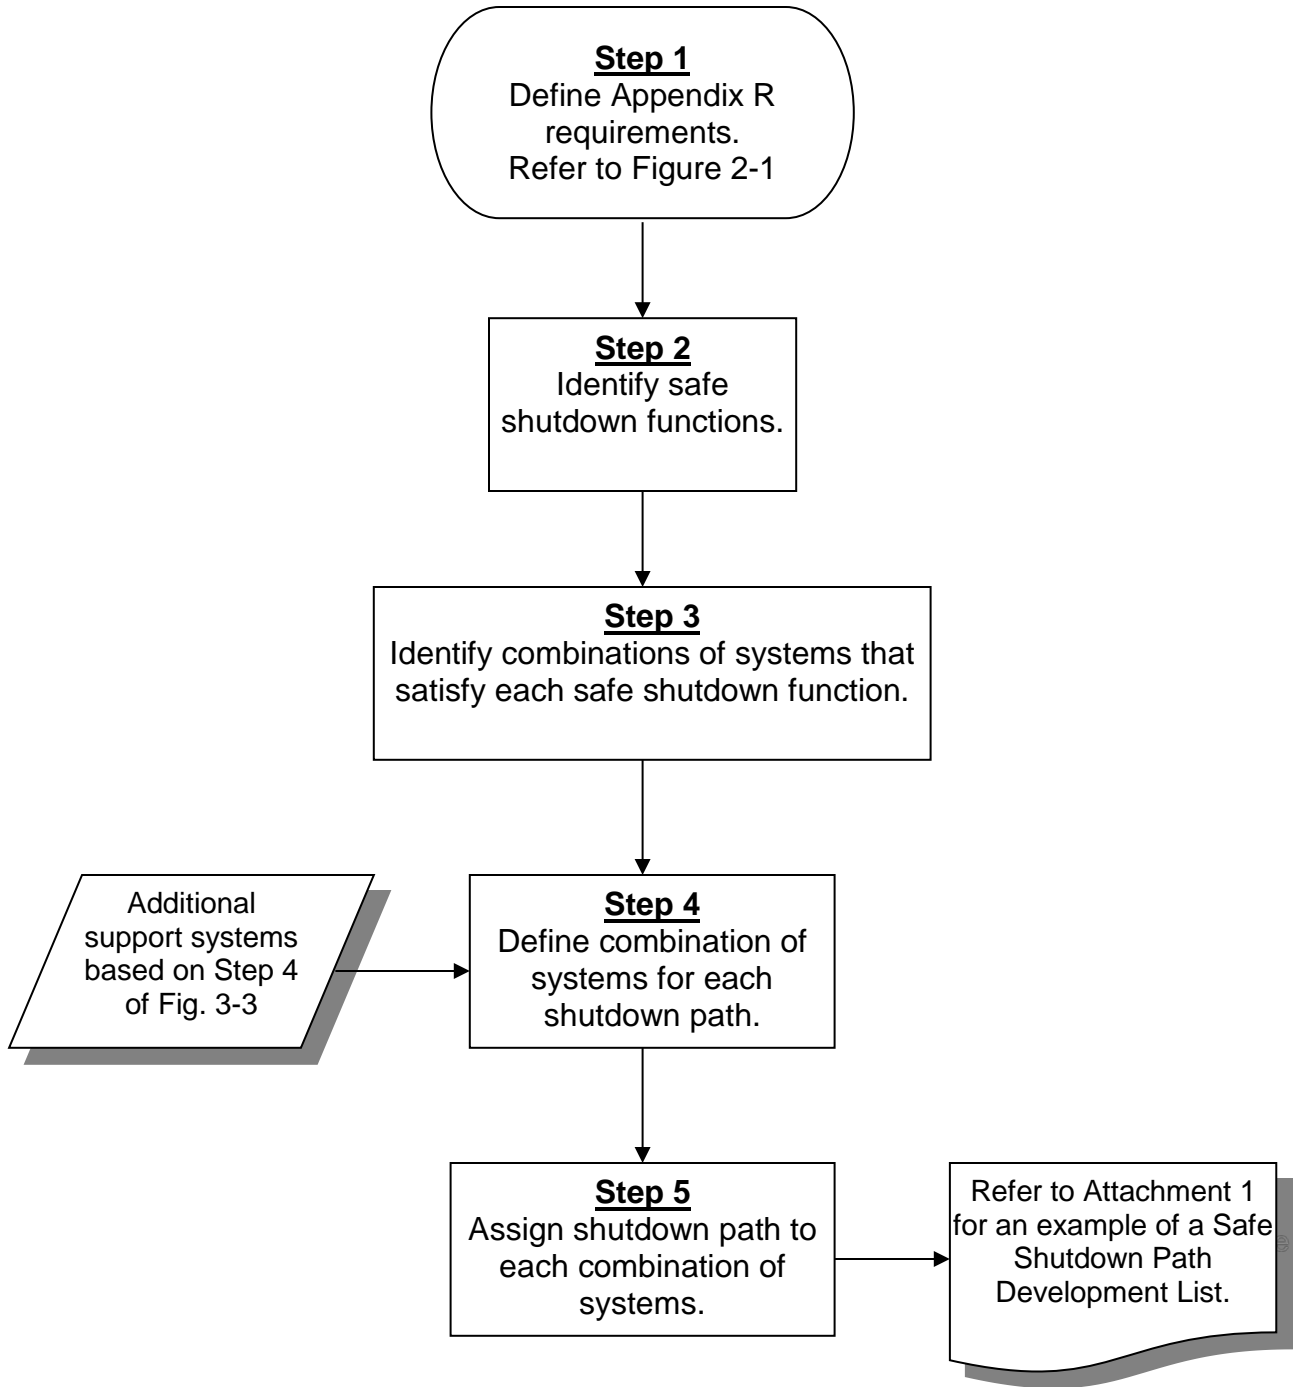 Step 1
Define Appendix R
requirements.
Refer to Figure 2-1
Step 2
Identify safe
shutdown functions.
Step 3
Identify combinations of systems that
satisfy each safe shutdown function.
Additional
support systems
based on Step 4
of Fig. 3-3
Step 4
Define combination of
systems for each
shutdown path.
Step 5
Assign shutdown path to
each combination of
systems.
Refer to Attachment 1
for an example of a Safe
Shutdown Path
Development List.